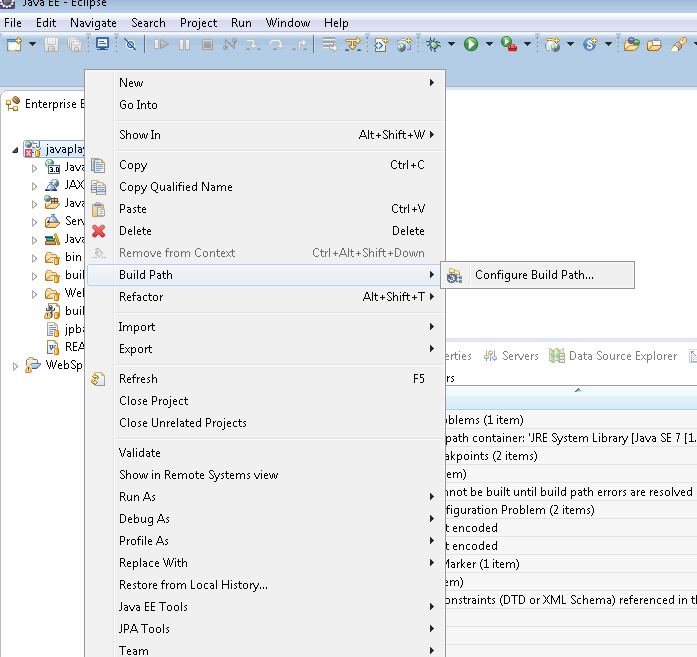 Java EE - Eclipse
File Edit Navigate Search Project Run Window Help
Enterprise
javapla
Java
JAX
Java
Serv
Java
bin
buil
We
buil
jpb
REA
WebSp
New
Go Into
Show In Alt+Shift+W
Copy Ctrl+C
Copy Qualified Name
Paste Ctrl+V
Delete Delete
Remove from Context Ctrl+Alt+Shift+Down
Build Path
Refactor Alt+Shift+T
Import
Export
Refresh F5
Close Project
Close Unrelated Projects
Validate
Show in Remote Systems view
Run As
Debug As
Profile As
Replace With
Restore from Local History...
Java EE Tools
JPA Tools
Team
Configure Build Path...
erties Servers Data Source Explorer
rs
blems (1 item)
path container: 'JRE System Library [Java SE 7 [1.
akpoints (2 items)
em)
nnot be built until build path errors are resolved
figuration Problem (2 items)
t encoded
t encoded
Marker (1 item)
em)
onstraints (DTD or XML Schema) referenced in th